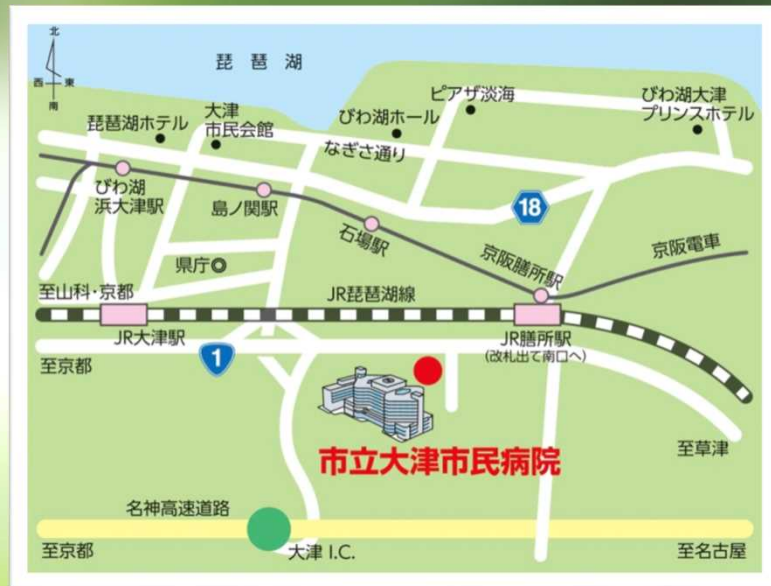 北
西 東
南
琵 琶 湖
琵琶湖ホテル
大津
市民会館
びわ湖ホール
ピアザ淡海
びわ湖大津
プリンスホテル
なぎさ通り
びわ湖
浜大津駅
島ノ関駅
石場駅
18
京阪膳所駅
京阪電車
県庁
至山科・京都
JR琵琶湖線
JR大津駅
JR膳所駅
(改札出て南口へ)
1
至京都
市立大津市民病院
至草津
名神高速道路
至京都
大津 I.C.
至名古屋